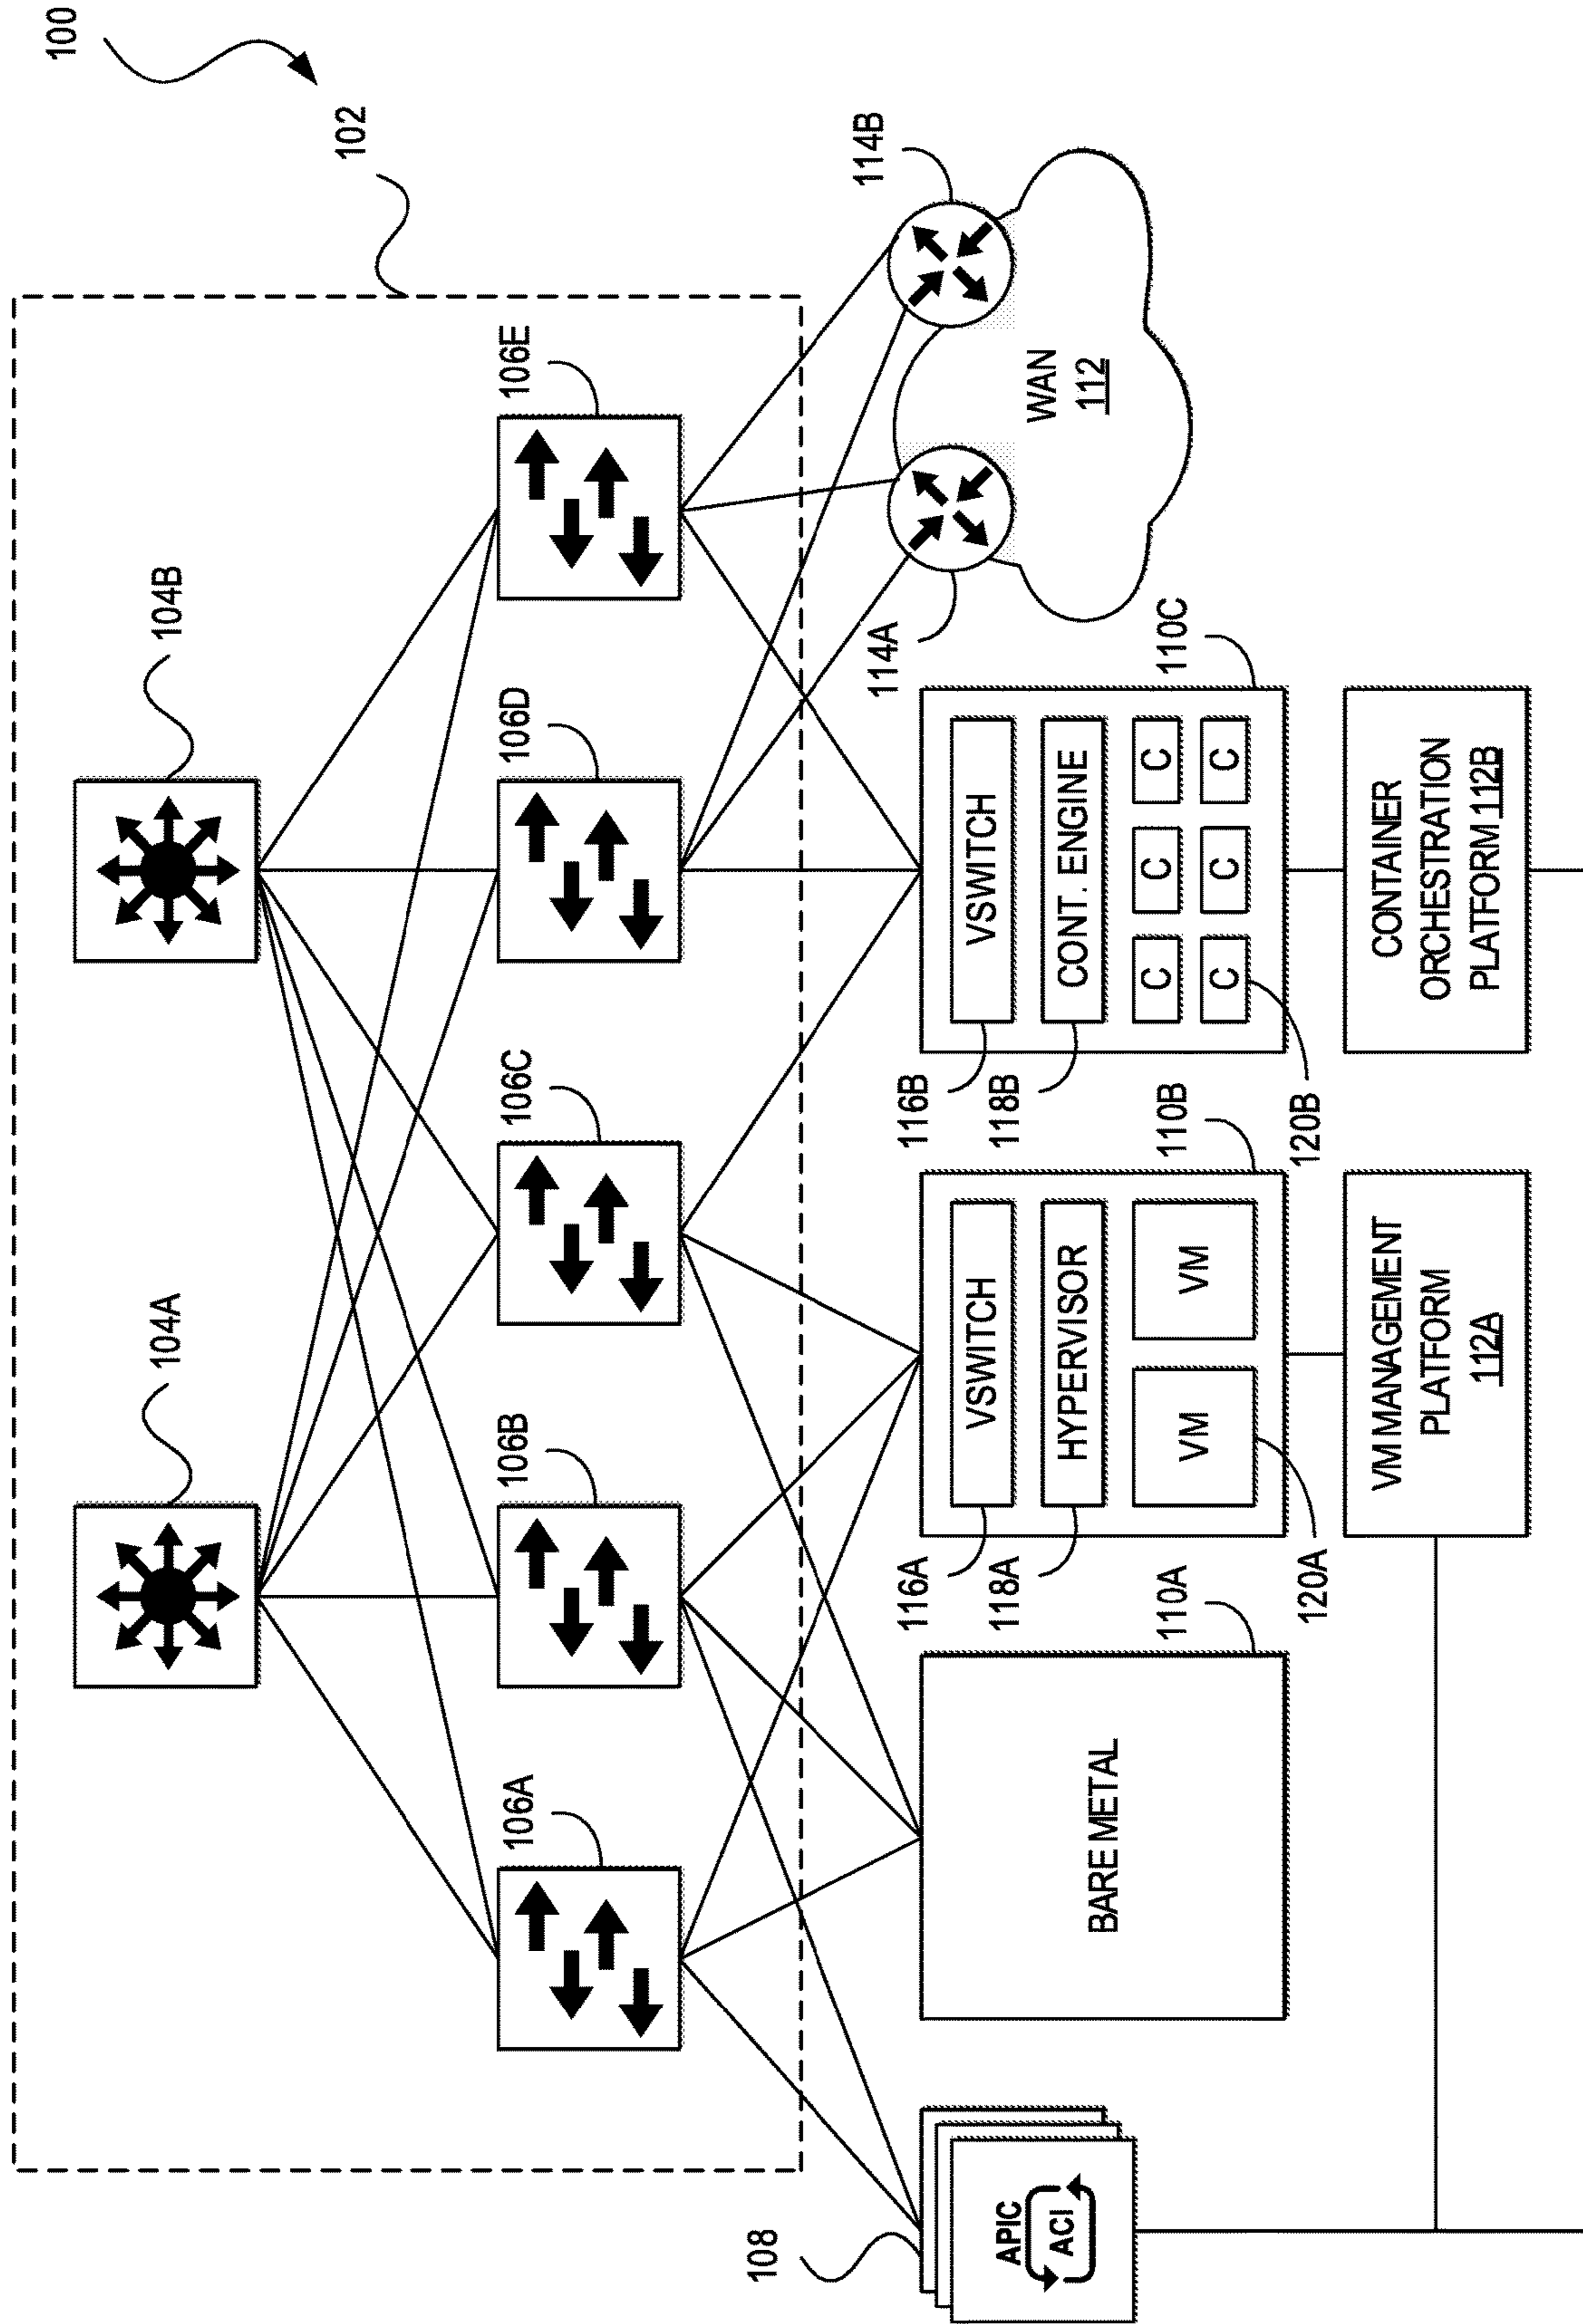 100
102
104A
104B
106A
106B
106C
106D
106E
108
APIC
ACI
BARE METAL
110A
116A
VSWITCH
118A
HYPERVISOR
VM
VM
120A
110B
VM MANAGEMENT
PLATFORM
112A
116B
VSWITCH
118B
CONT. ENGINE
C
C
C
C
C
C
120B
110C
CONTAINER
ORCHESTRATION
PLATFORM 112B
114A
114B
WAN
112